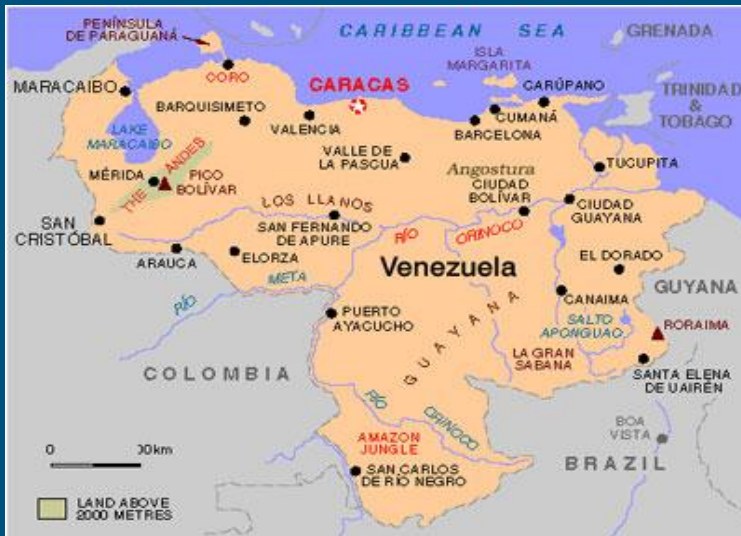 PENÍNSULA
DE PARAGUANÁ
CARIBBEAN SEA
GRENADA
ISLA
MARGARITA
MARACAIBO
CORO
CARACAS
CARÚPANO
TRINIDAD
&
TOBAGO
BARQUISIMETO
VALENCIA
CUMANÁ
BARCELONA
LAKE
MARACAIBO
VALLE DE
LA PASCUA
TUCUPITA
THE ANDES
MÉRIDA
PICO
BOLÍVAR
Angostura
CIUDAD
BOLÍVAR
LOS LLANOS
CIUDAD
GUAYANA
SAN
CRISTÓBAL
SAN FERNANDO
DE APURE
RÍO ORINOCO
ARAUCA
ELORZA
Venezuela
EL DORADO
RÍO META
GUYANA
CANAIMA
PUERTO
AYACUCHO
GUAYANA
SALTO
APONGUAO
RORAIMA
LA GRAN
SABANA
COLOMBIA
SANTA ELENA
DE UAIRÉN
RÍO ORINOCO
BOA
VISTA
AMAZON
JUNGLE
BRAZIL
0 00km
SAN CARLOS
DE RÍO NEGRO
LAND ABOVE
2000 METRES